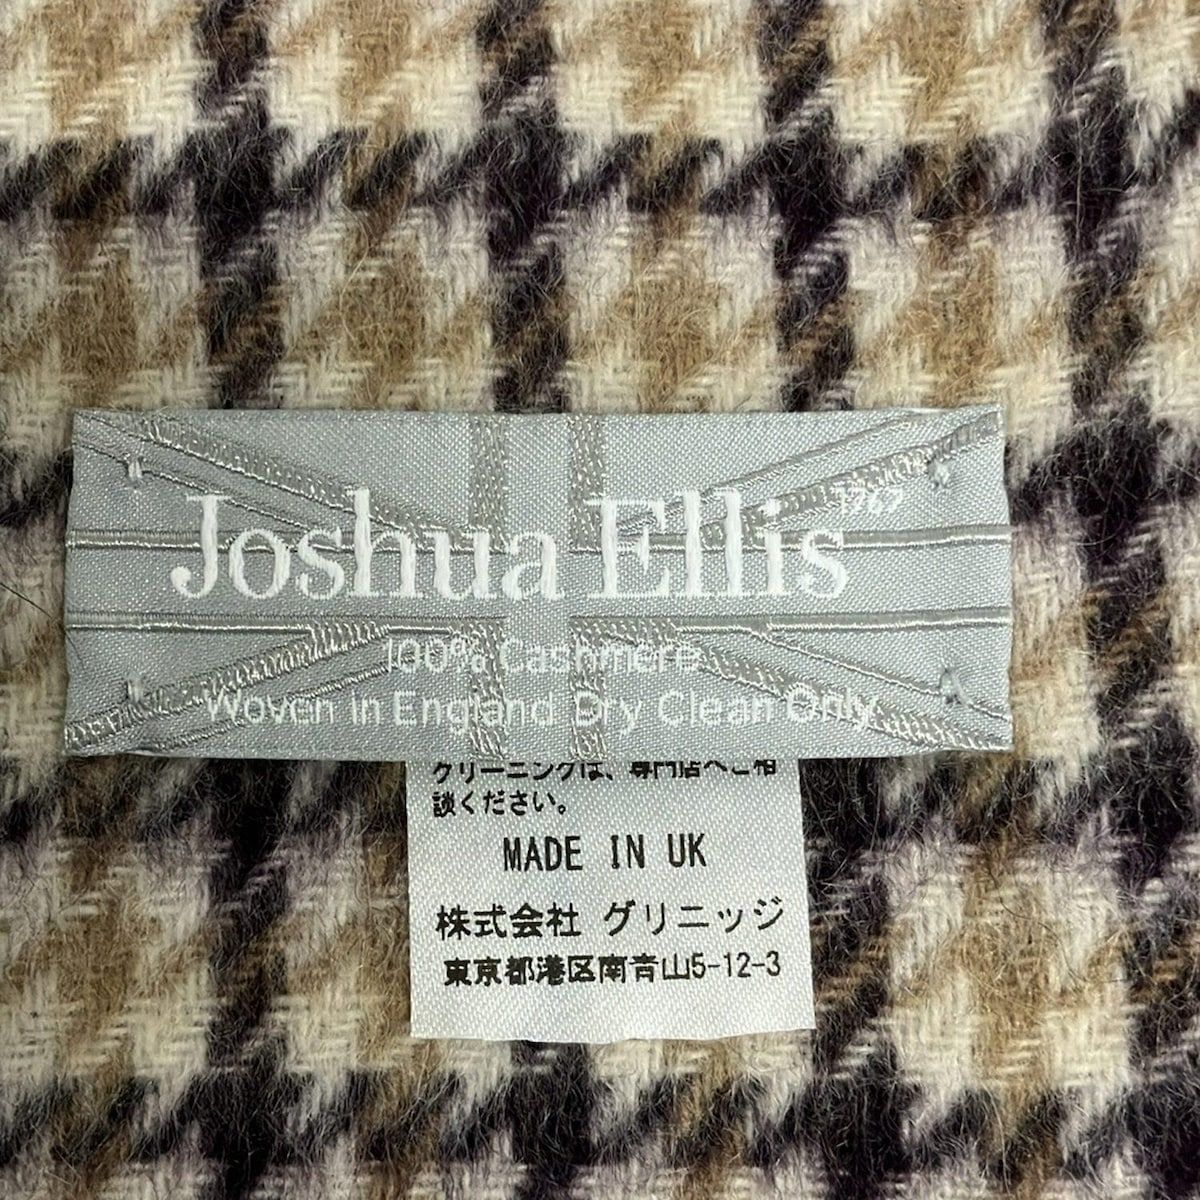 Joshua Ellis 1767
100% Cashmere
Woven in England Dry Clean Only
クリーニングは、専門店へご相
談ください。
MADE IN UK
株式会社 グリニッジ
東京都港区南青山5-12-3